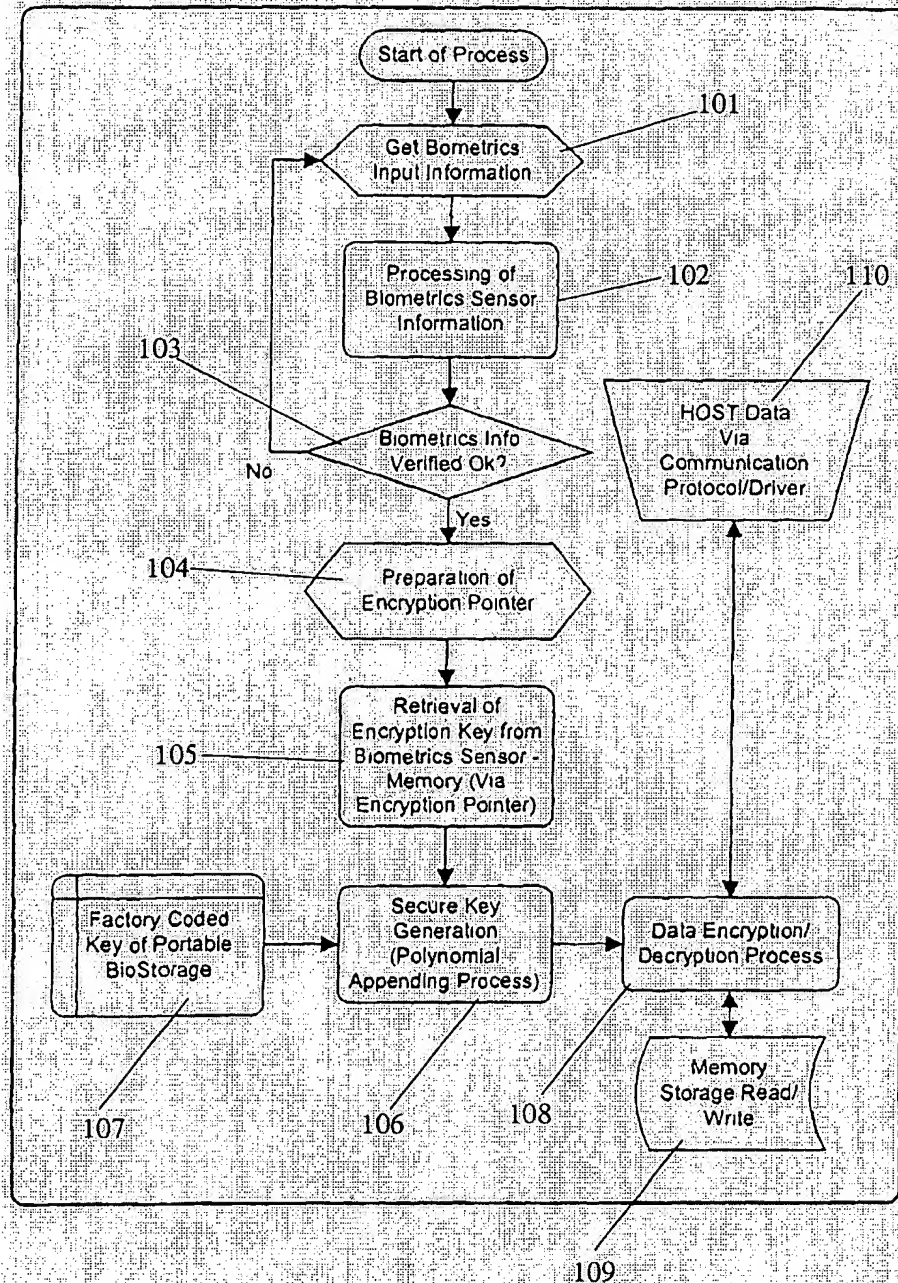 Start of Process
101
Get Bometrics
Input Information
Processing of
Biometrics Sensor
Information
102
110
103
Biometrics Info
Verified Ok?
No
HOST Data
Via
Communication
Protocol/Driver
Yes
104
Preparation of
Encryption Pointer
Retrieval of
Encryption Key from
Biometrics Sensor -
Memory (Via
Encryption Pointer)
105
Factory Coded
Key of Portable
BioStorage
Secure Key
Generation
(Polynomial
Appending Process)
Data Encryption/
Decryption Process
Memory
Storage Read/
Write
107
106
108
109